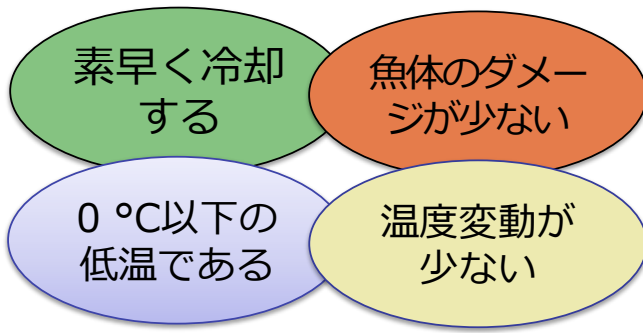 素早く冷却
する
魚体のダメー
ジが少ない
0 °C以下の
低温である
温度変動が
少ない